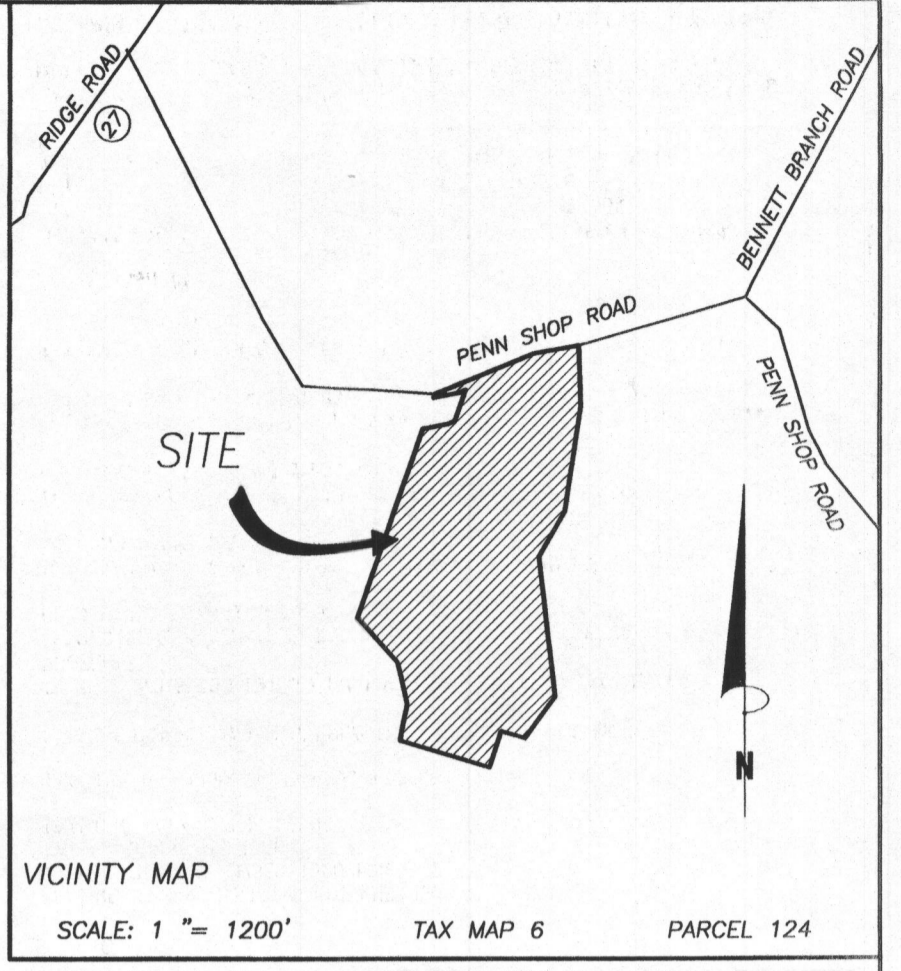 RIDGE ROAD
27
BENNETT BRANCH ROAD
PENN SHOP ROAD
PENN SHOP ROAD
SITE
N
VICINITY MAP
SCALE: 1 "= 1200' TAX MAP 6 PARCEL 124